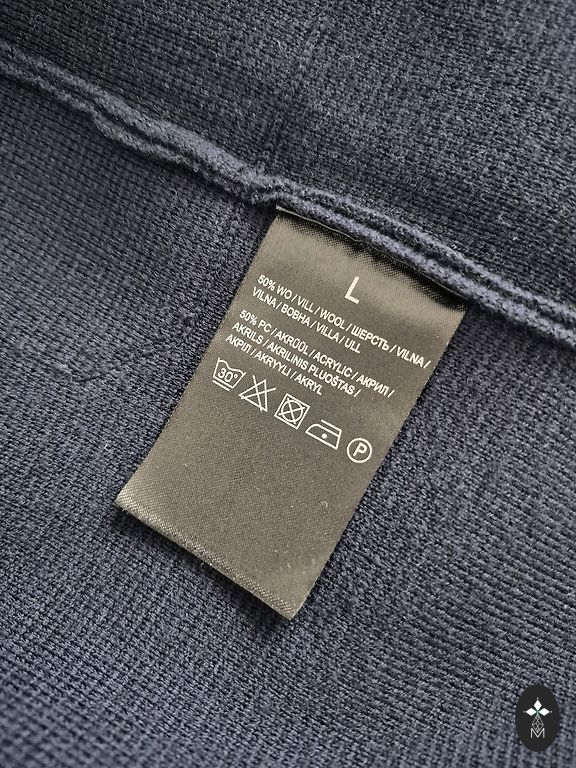 L
50% WO / VILL / WOOL / ШЕРСТЬ / VILNA /
VILNA / ВОВНА / VILLA / ULL
50% PC / AKRÜÜL / ACRYLIC / АКРИЛ /
AKRILS / AKRILINIS PLUOŠTAS /
АКРІЛ / AKRYYLI / AKRYL
30°
P
M